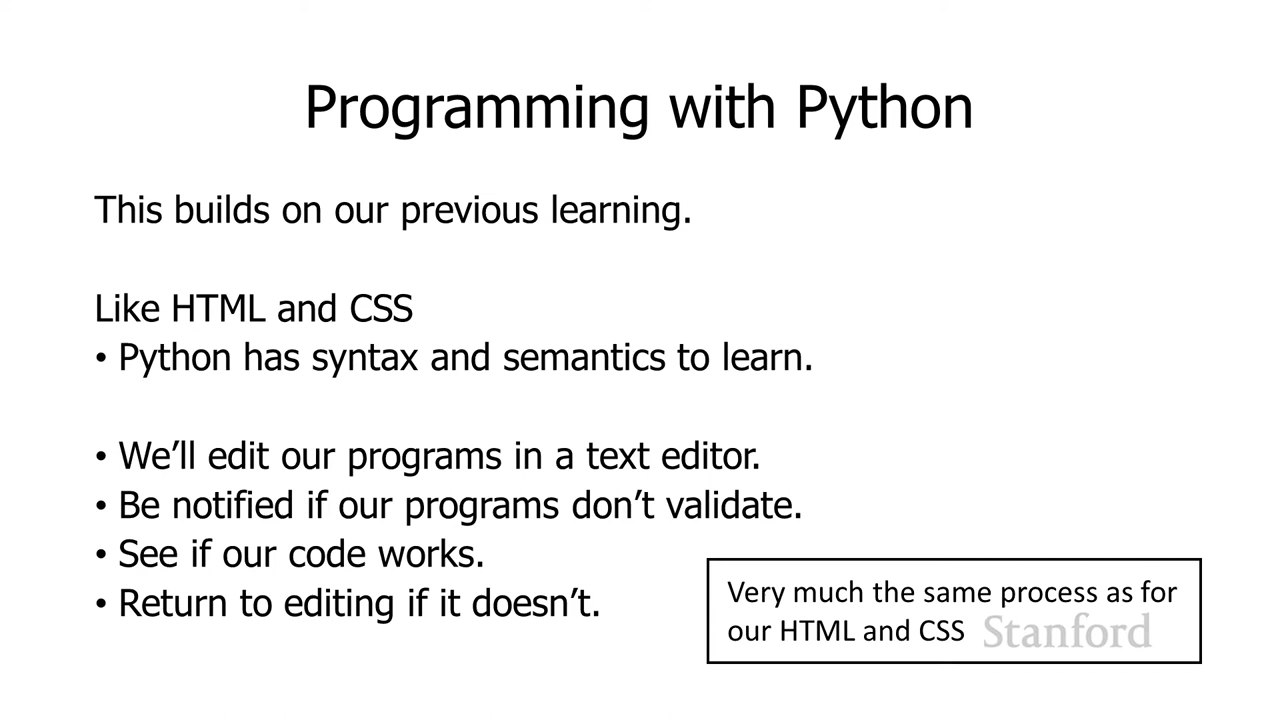 Programming with Python
This builds on our previous learning.
Like HTML and CSS
• Python has syntax and semantics to learn.
• We’ll edit our programs in a text editor.
• Be notified if our programs don’t validate.
• See if our code works.
• Return to editing if it doesn’t.
Very much the same process as for
our HTML and CSS
Stanford